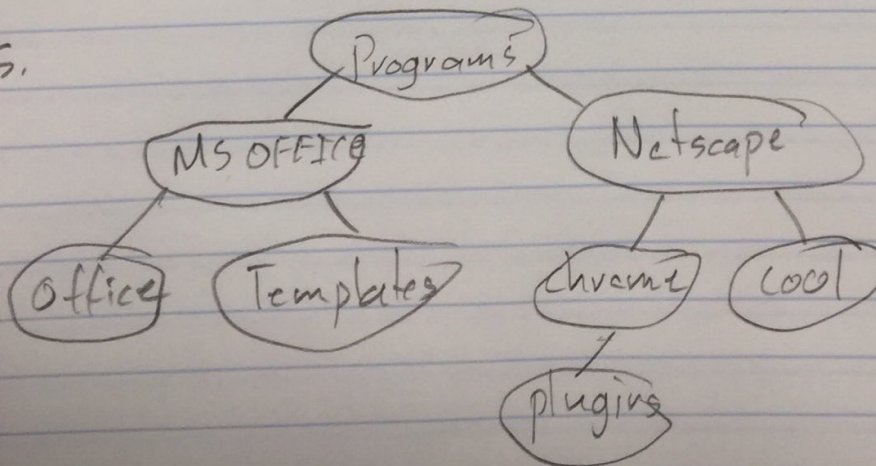 5.
Programs
MS OFFICE
Netscape
Office
Templates
Chrome
Cool
plugins